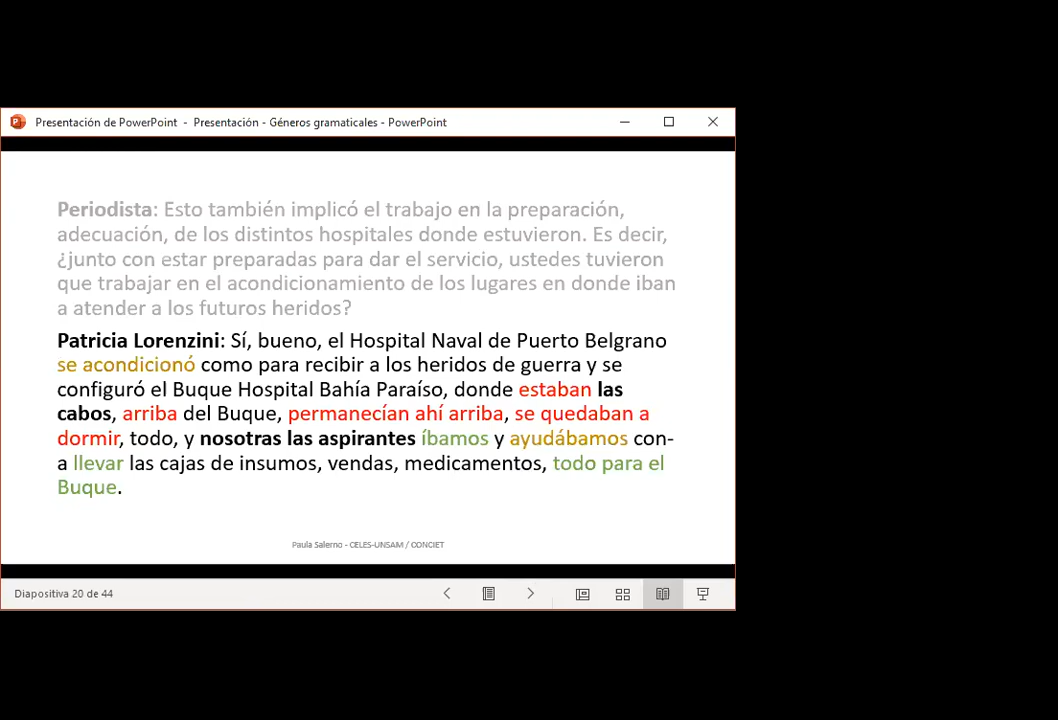 Presentación de PowerPoint - Presentación - Géneros gramaticales - PowerPoint
Periodista: Esto también implicó el trabajo en la preparación,
adecuación, de los distintos hospitales donde estuvieron. Es decir,
¿junto con estar preparadas para dar el servicio, ustedes tuvieron
que trabajar en el acondicionamiento de los lugares en donde iban
a atender a los futuros heridos?
Patricia Lorenzini: Sí, bueno, el Hospital Naval de Puerto Belgrano
se acondicionó como para recibir a los heridos de guerra y se
configuró el Buque Hospital Bahía Paraíso, donde estaban las
cabos, arriba del Buque, permanecían ahí arriba, se quedaban a
dormir, todo, y nosotras las aspirantes íbamos y ayudábamos con-
a llevar las cajas de insumos, vendas, medicamentos, todo para el
Buque.
Paula Salerno - CELES-UNSAM / CONCIET
Diapositiva 20 de 44